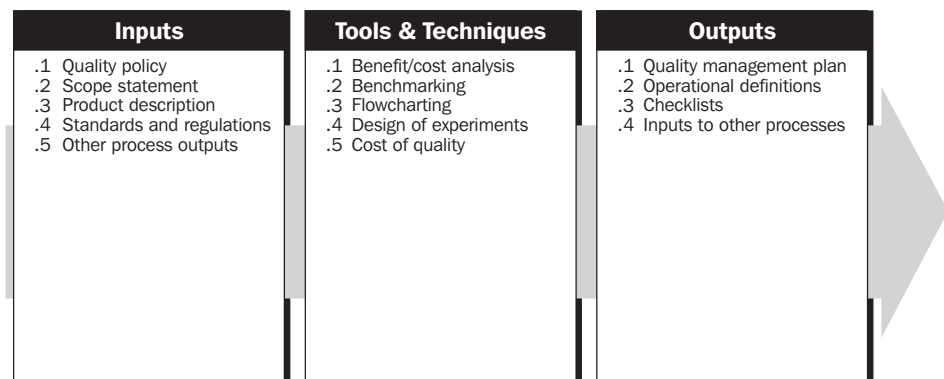 Inputs
.1 Quality policy
.2 Scope statement
.3 Product description
.4 Standards and regulations
.5 Other process outputs
Tools & Techniques
.1 Benefit/cost analysis
.2 Benchmarking
.3 Flowcharting
.4 Design of experiments
.5 Cost of quality
Outputs
.1 Quality management plan
.2 Operational definitions
.3 Checklists
.4 Inputs to other processes